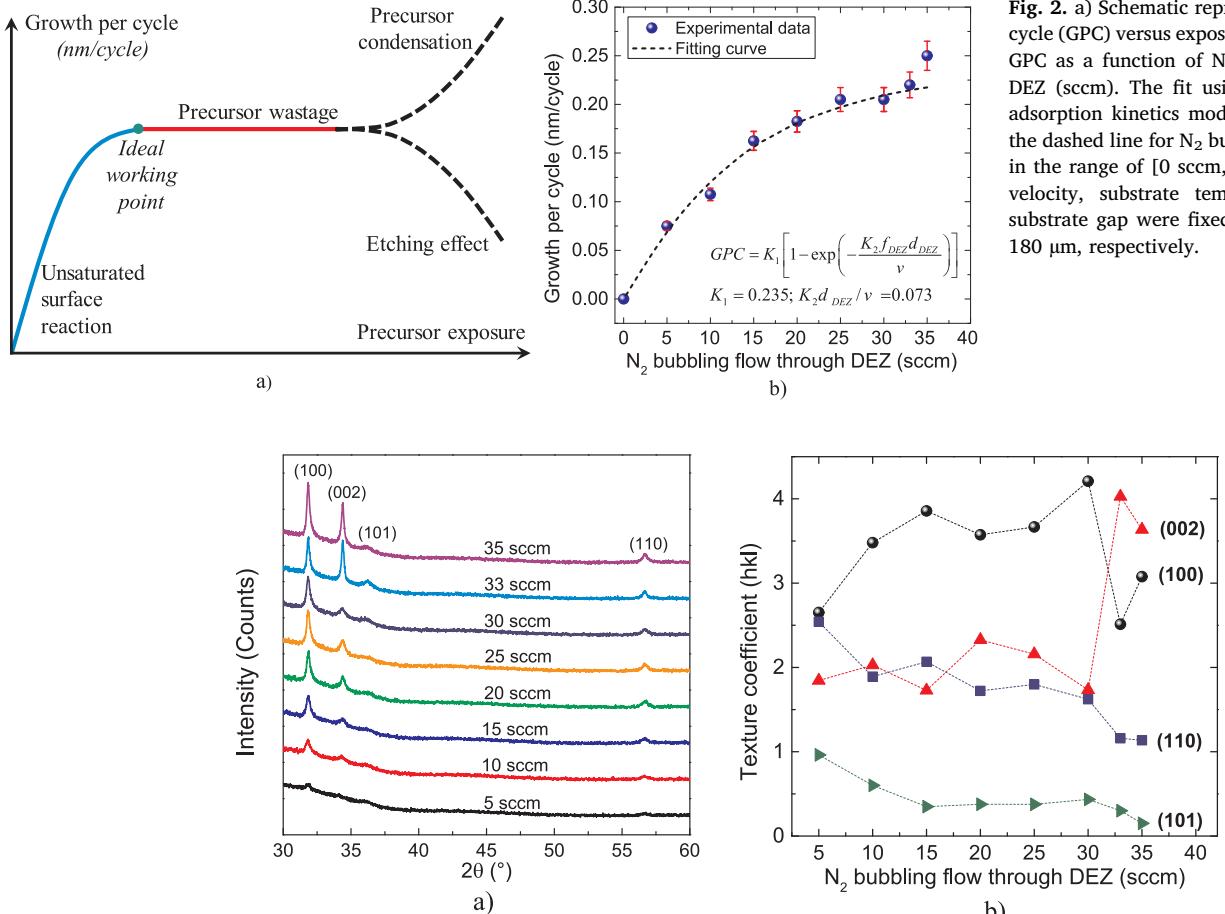 Growth per cycle
(nm/cycle)
Precursor
condensation
Precursor wastage
Ideal
working
point
Etching effect
Unsaturated
surface
reaction
Precursor exposure
a)
Growth per cycle (nm/cycle)
0.30
0.25
0.20
0.15
0.10
0.05
0.00
Experimental data
Fitting curve
GPC = K₁[1−exp(−K₂f_DEZ d_DEZ / v)]
K₁ = 0.235; K₂d_DEZ / v =0.073
0 5 10 15 20 25 30 35 40
N₂ bubbling flow through DEZ (sccm)
b)
Fig. 2. a) Schematic repr
cycle (GPC) versus expos
GPC as a function of N
DEZ (sccm). The fit usi
adsorption kinetics mod
the dashed line for N₂ bu
in the range of [0 sccm,
velocity, substrate tem
substrate gap were fixed
180 μm, respectively.
Intensity (Counts)
(100)
(002)
(101)
(110)
35 sccm
33 sccm
30 sccm
25 sccm
20 sccm
15 sccm
10 sccm
5 sccm
30 35 40 45 50 55 60
2θ (°)
a)
Texture coefficient (hkl)
4
3
2
1
0
(002)
(100)
(110)
(101)
5 10 15 20 25 30 35 40
N₂ bubbling flow through DEZ (sccm)
b)